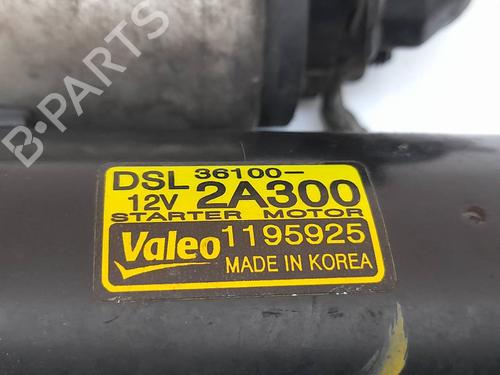 B-PARTS
DSL 36100-
12V 2A300
STARTER MOTOR
Valeo 1195925
MADE IN KOREA